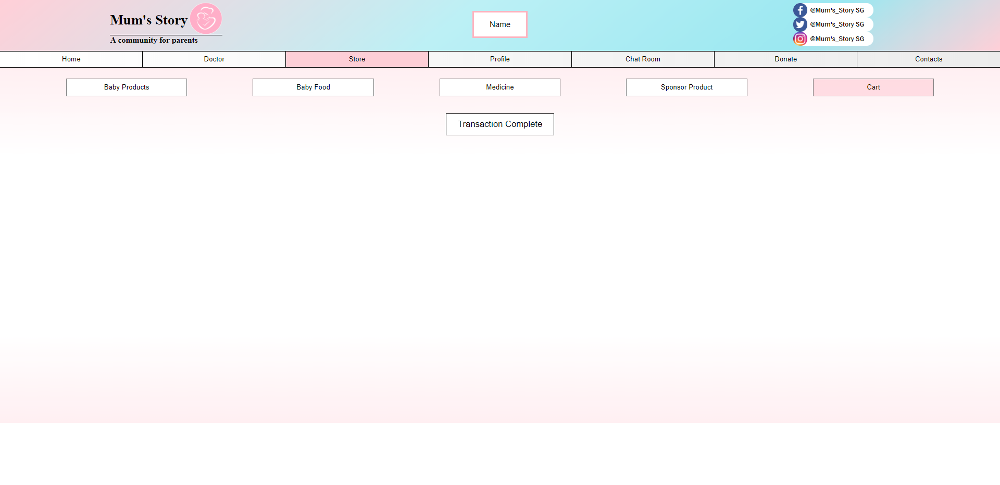 Mum's Story
A community for parents
Name
@Mum's_Story SG
@Mum's_Story SG
@Mum's_Story SG
Home
Doctor
Store
Profile
Chat Room
Donate
Contacts
Baby Products
Baby Food
Medicine
Sponsor Product
Cart
Transaction Complete